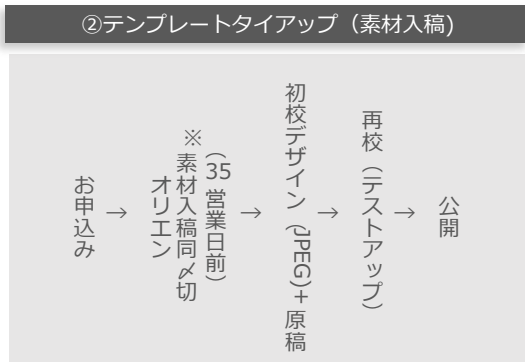 ②テンプレートタイアップ（素材入稿)
お申込み
→
オリエン
※素材入稿同〆切
（35営業日前）
→
初校デザイン（JPEG)＋原稿
→
再校（テストアップ）
→
公開